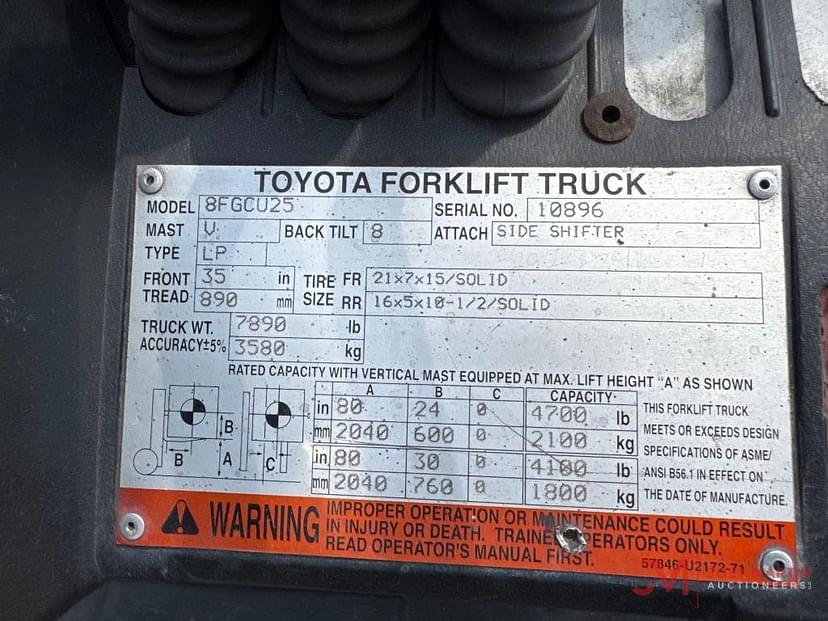 TOYOTA FORKLIFT TRUCK
MODEL 8FGCU25 SERIAL NO. 10896
MAST V BACK TILT 8 ATTACH SIDE SHIFTER
TYPE LP
FRONT TREAD 35 in TIRE SIZE FR 21x7x15/SOLID
890 mm RR 16x5x10-1/2/SOLID
TRUCK WT. 7890 lb
ACCURACY±5% 3580 kg
RATED CAPACITY WITH VERTICAL MAST EQUIPPED AT MAX. LIFT HEIGHT "A" AS SHOWN
A B C CAPACITY
in 80 24 0 4700 lb
mm 2040 600 0 2100 kg
in 80 30 0 4100 lb
mm 2040 760 0 1800 kg
B
B A C
THIS FORKLIFT TRUCK
MEETS OR EXCEEDS DESIGN
SPECIFICATIONS OF ASME/
ANSI B56.1 IN EFFECT ON
THE DATE OF MANUFACTURE.
WARNING
IMPROPER OPERATION OR MAINTENANCE COULD RESULT
IN INJURY OR DEATH. TRAINED OPERATORS ONLY.
READ OPERATOR'S MANUAL FIRST.
57846-U2172-71
AUCTIONEERS